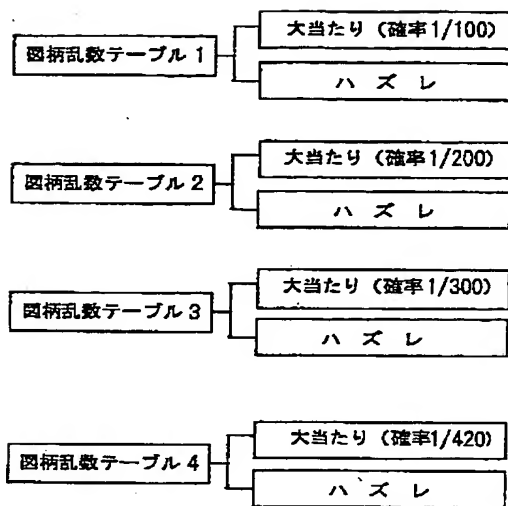 図柄乱数テーブル1
大当たり(確率1/100)
ハズレ
図柄乱数テーブル2
大当たり(確率1/200)
ハズレ
図柄乱数テーブル3
大当たり(確率1/300)
ハズレ
図柄乱数テーブル4
大当たり(確率1/420)
ハズレ